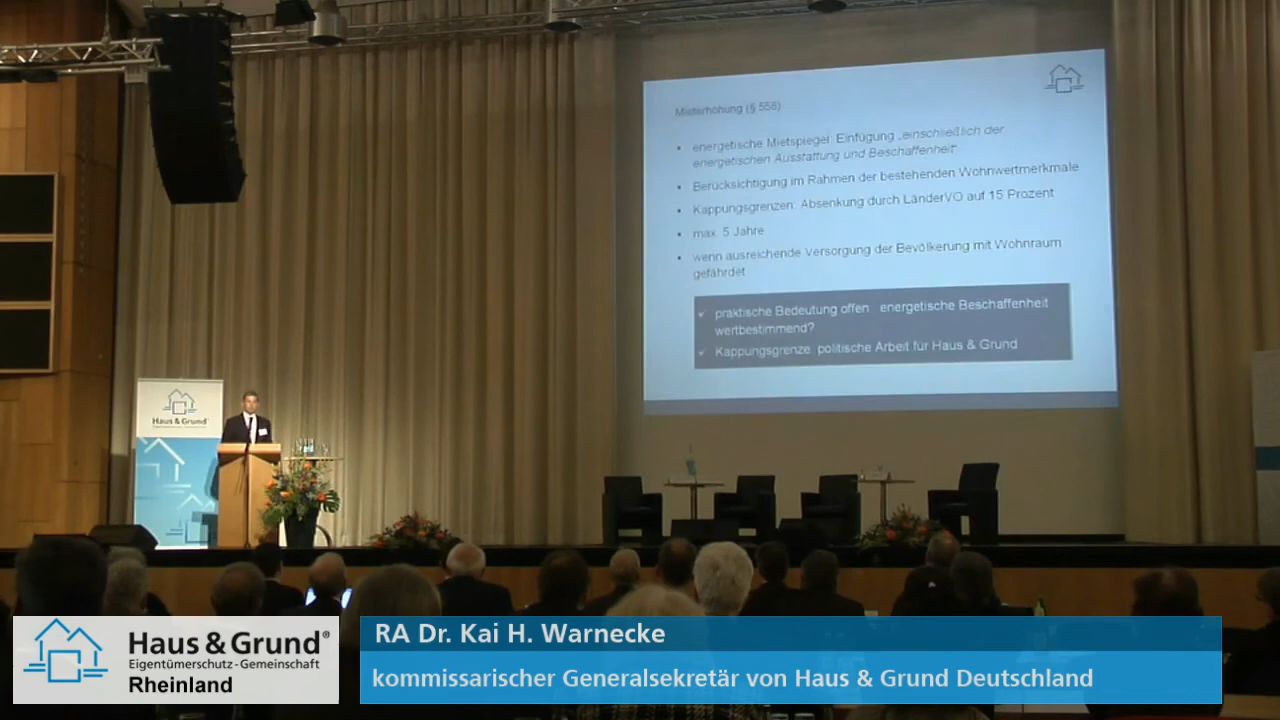 Mieterhöhung (§ 558)
energetische Mietspiegel: Einfügung „einschließlich der
energetischen Ausstattung und Beschaffenheit“
Berücksichtigung im Rahmen der bestehenden Wohnwertmerkmale
Kappungsgrenzen: Absenkung durch LänderVO auf 15 Prozent
max. 5 Jahre
wenn ausreichende Versorgung der Bevölkerung mit Wohnraum
gefährdet
praktische Bedeutung offen energetische Beschaffenheit
wertbestimmend?
Kappungsgrenze: politische Arbeit für Haus & Grund
Haus & Grund
Haus & Grund®
Eigentümerschutz-Gemeinschaft
Rheinland
RA Dr. Kai H. Warnecke
kommissarischer Generalsekretär von Haus & Grund Deutschland